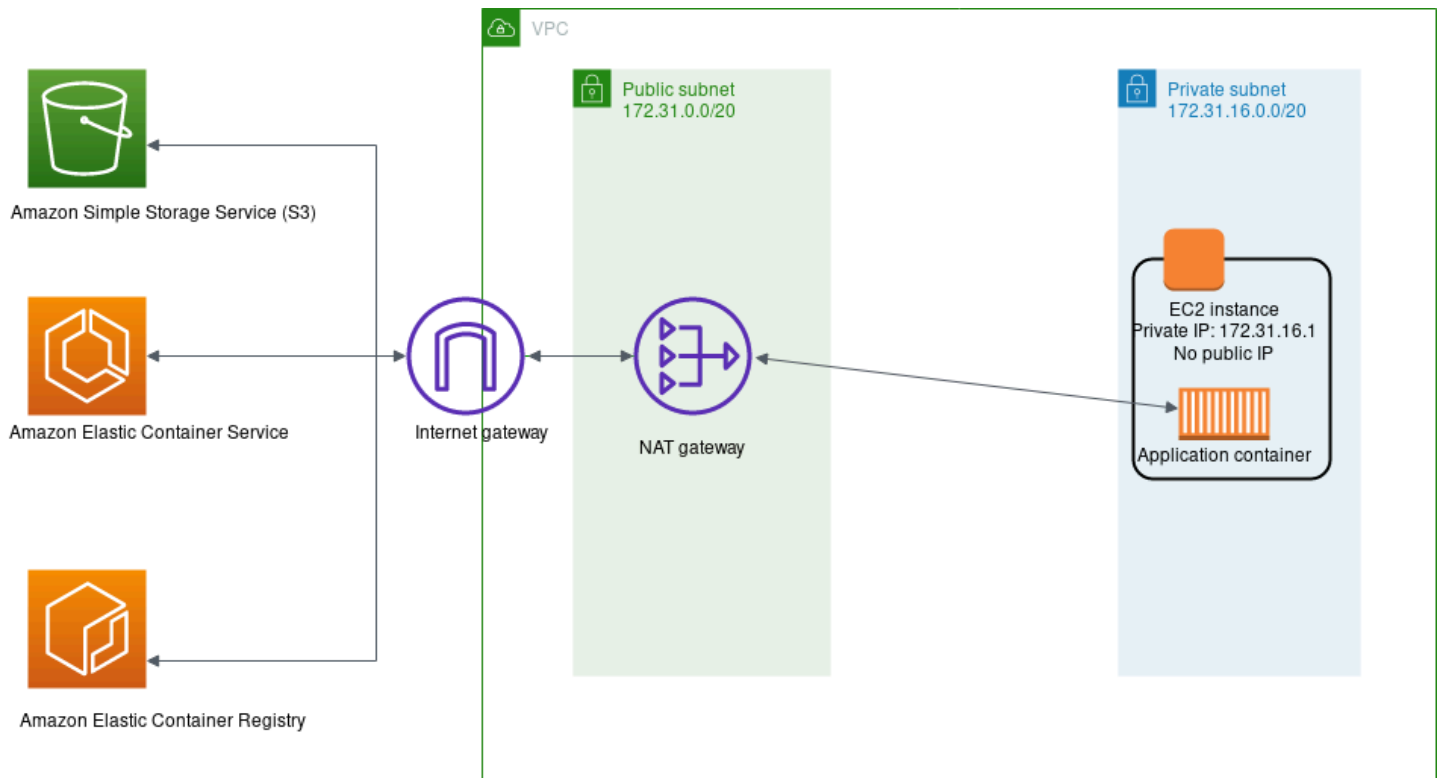 VPC
Public subnet
172.31.0.0/20
Private subnet
172.31.16.0.0/20
Amazon Simple Storage Service (S3)
EC2 instance
Private IP: 172.31.16.1
No public IP
Amazon Elastic Container Service
Internet gateway
NAT gateway
Application container
Amazon Elastic Container Registry